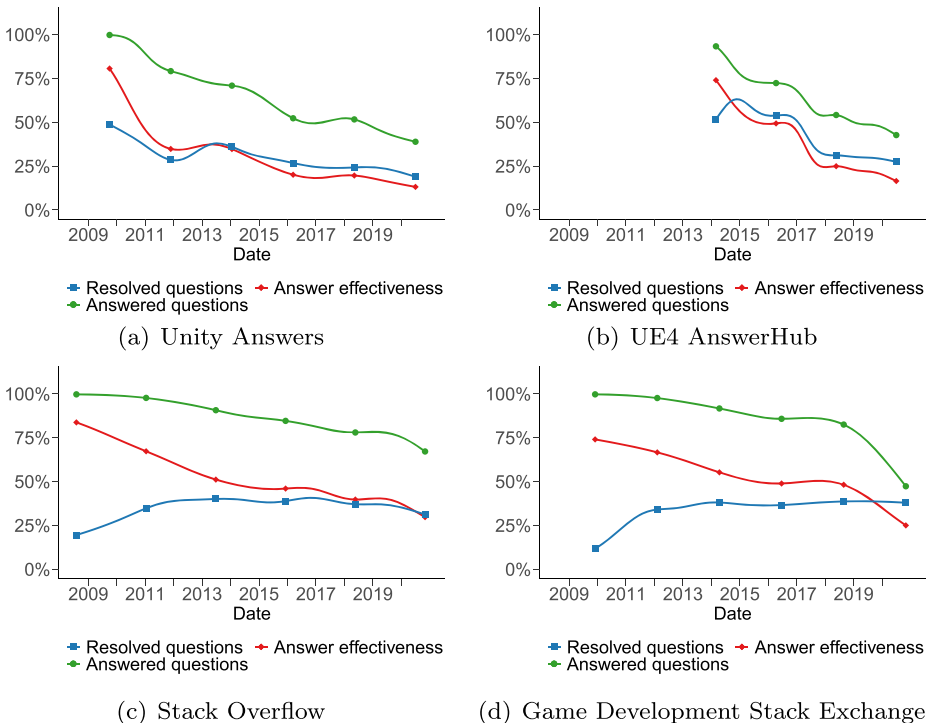 100%
75%
50%
25%
0%
2009 2011 2013 2015 2017 2019
Date
Resolved questions Answer effectiveness
Answered questions
(a) Unity Answers
100%
75%
50%
25%
0%
2009 2011 2013 2015 2017 2019
Date
Resolved questions Answer effectiveness
Answered questions
(b) UE4 AnswerHub
100%
75%
50%
25%
0%
2009 2011 2013 2015 2017 2019
Date
Resolved questions Answer effectiveness
Answered questions
(c) Stack Overflow
100%
75%
50%
25%
0%
2009 2011 2013 2015 2017 2019
Date
Resolved questions Answer effectiveness
Answered questions
(d) Game Development Stack Exchange